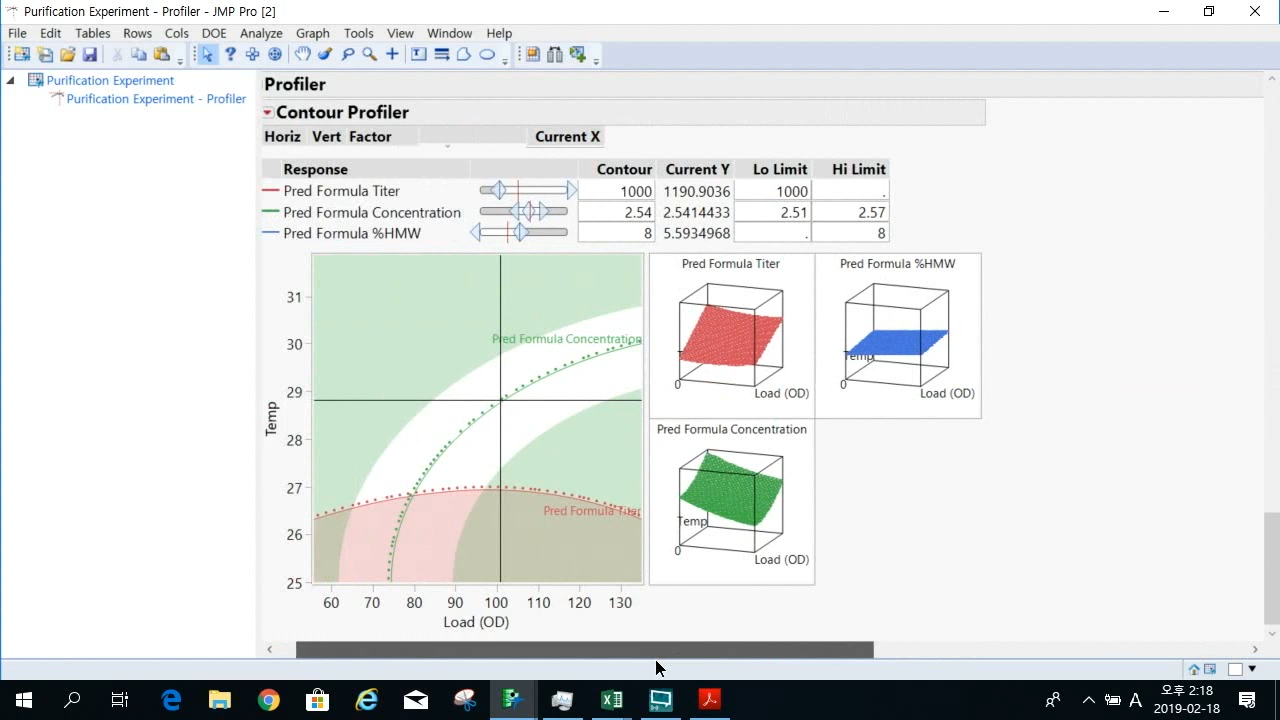 Purification Experiment - Profiler - JMP Pro [2]
File Edit Tables Rows Cols DOE Analyze Graph Tools View Window Help
Purification Experiment
Purification Experiment - Profiler
Profiler
Contour Profiler
Horiz Vert Factor Current X
Response Contour Current Y Lo Limit Hi Limit
Pred Formula Titer 1000 1190.9036 1000 .
Pred Formula Concentration 2.54 2.5414433 2.51 2.57
Pred Formula %HMW 8 5.5934968 . 8
Pred Formula Titer
Pred Formula %HMW
31
30
29
28
27
26
25
Temp
Pred Formula Concentration
Pred Formula Titer
60 70 80 90 100 110 120 130
Load (OD)
0
Load (OD)
Temp
0
Load (OD)
Pred Formula Concentration
Temp
0
Load (OD)
A
오후 2:18
2019-02-18